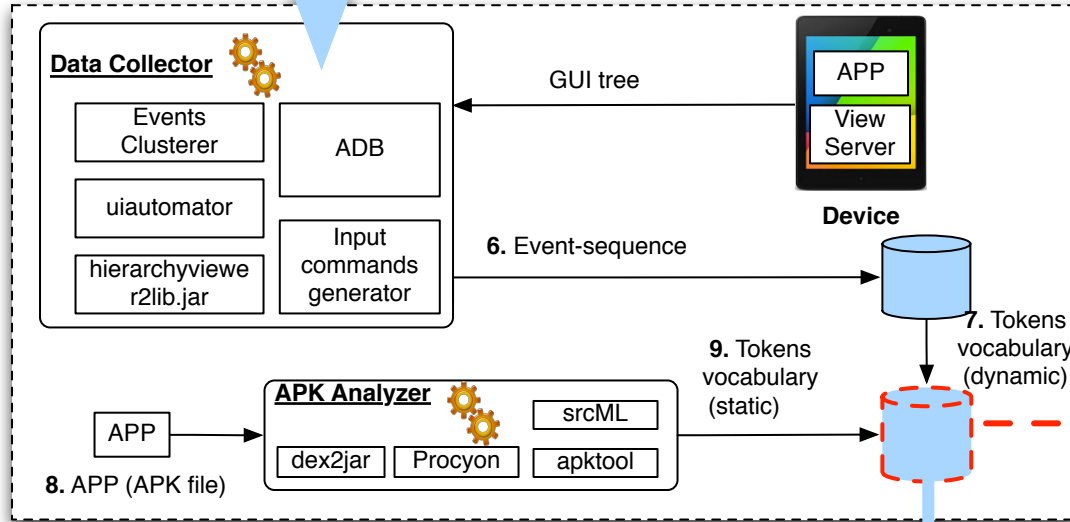 Data Collector
Events
Clusterer
ADB
uiautomator
Input
commands
generator
hierarchyviewe
r2lib.jar
GUI tree
APP
View
Server
Device
6. Event-sequence
7. Tokens
vocabulary
(dynamic)
9. Tokens
vocabulary
(static)
APK Analyzer
srcML
dex2jar
Procyon
apktool
APP
8. APP (APK file)